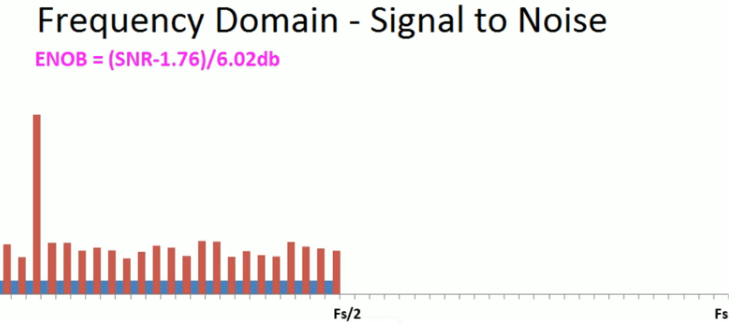 Frequency Domain - Signal to Noise
ENOB = (SNR-1.76)/6.02db
Fs/2
Fs